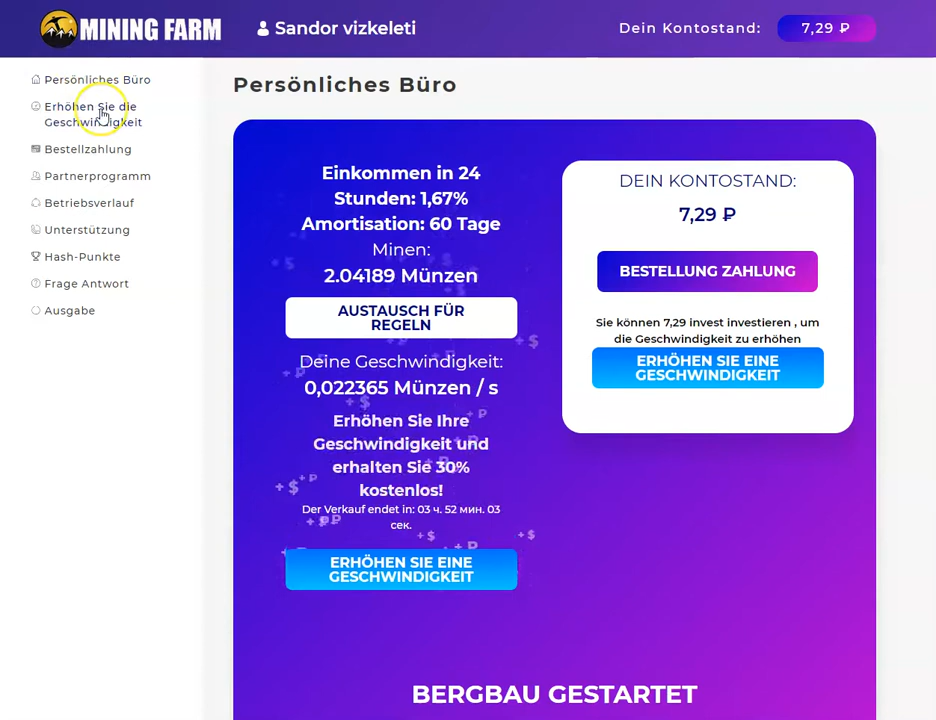 MINING FARM
Sandor vizkeleti
Dein Kontostand:
7,29 ₽
Persönliches Büro
Erhöhen Sie die
Geschwindigkeit
Bestellzahlung
Partnerprogramm
Betriebsverlauf
Unterstützung
Hash-Punkte
Frage Antwort
Ausgabe
Persönliches Büro
Einkommen in 24
Stunden: 1,67%
Amortisation: 60 Tage
Minen:
2.04189 Münzen
AUSTAUSCH FÜR
REGELN
Deine Geschwindigkeit:
0,022365 Münzen / s
Erhöhen Sie Ihre
Geschwindigkeit und
erhalten Sie 30%
kostenlos!
Der Verkauf endet in: 03 ч. 52 мин. 03
сек.
ERHÖHEN SIE EINE
GESCHWINDIGKEIT
DEIN KONTOSTAND:
7,29 ₽
BESTELLUNG ZAHLUNG
Sie können 7,29 invest investieren , um
die Geschwindigkeit zu erhöhen
ERHÖHEN SIE EINE
GESCHWINDIGKEIT
BERGBAU GESTARTET